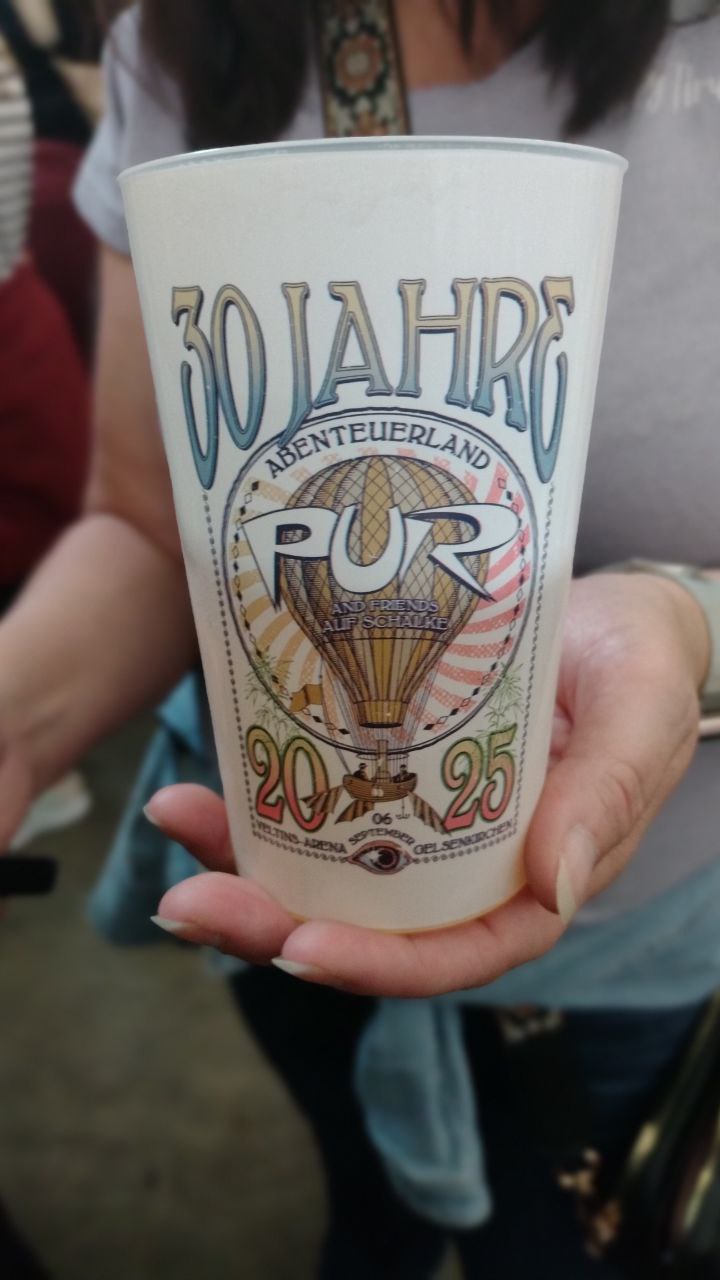 30 JAHRE
ABENTEUERLAND
PUR
AND FRIENDS
AUF SCHALKE
20 25
06
VELTINS-ARENA SEPTEMBER GELSENKIRCHEN